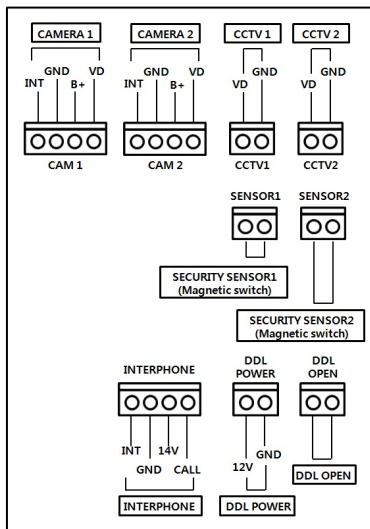 CAMERA 1 CAMERA 2 CCTV 1 CCTV 2
GND VD GND VD GND GND
INT B+ INT B+ VD VD
CAM 1 CAM 2 CCTV1 CCTV2
SENSOR1 SENSOR2
SECURITY SENSOR1
(Magnetic switch)
SECURITY SENSOR2
(Magnetic switch)
INTERPHONE
DDL
POWER
DDL
OPEN
INT 14V
GND CALL
GND
12V
DDL OPEN
INTERPHONE DDL POWER